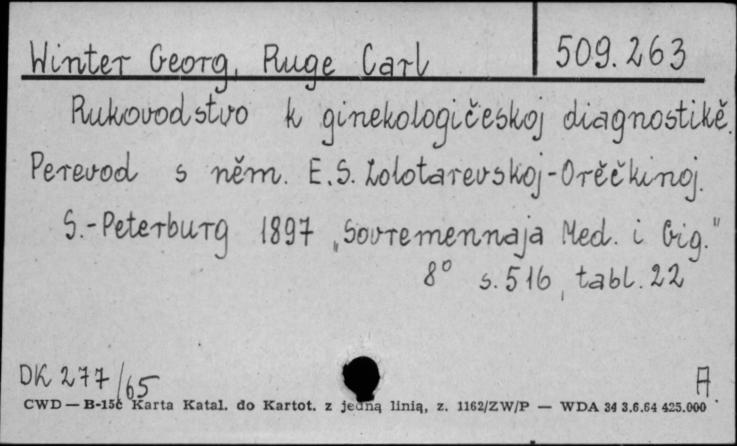 Winter Georg, Ruge Carl
509.263
Rukovodstvo k ginekologičeskoj diagnostikě.
Perevod s něm. E.S. Zolotarevskoj-Orěčkinoj.
S.-Peterburg 1897 „Sovremennaja Med. i Gig."
8° s. 516, tabl. 22
DK 277/65
A
CWD — B-15č Karta Katal. do Kartot. z jedną linią, z. 1162/ZW/P — WDA 34 3.6.64 425.000